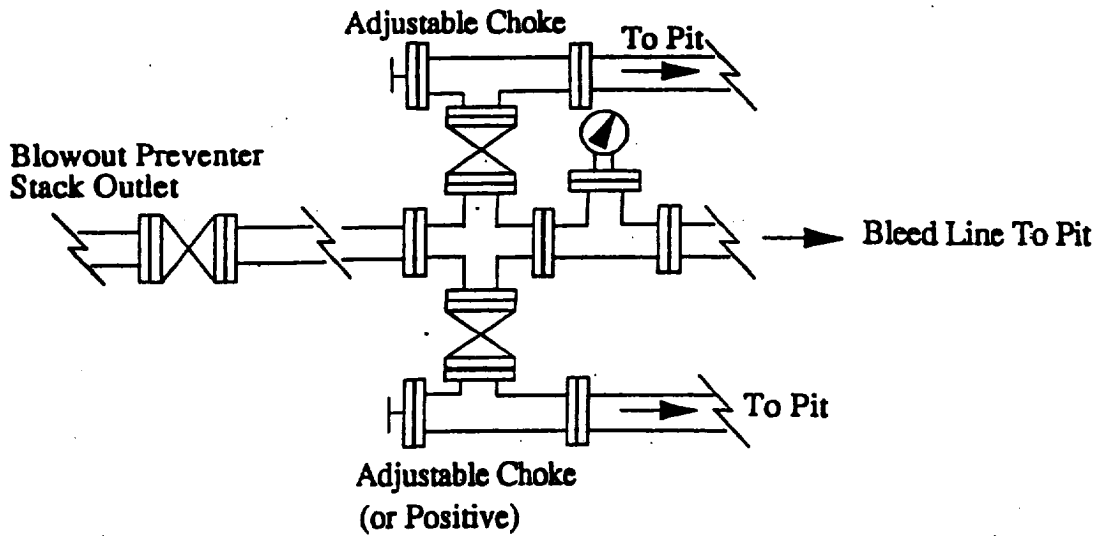 Adjustable Choke
To Pit
Blowout Preventer
Stack Outlet
Bleed Line To Pit
To Pit
Adjustable Choke
(or Positive)